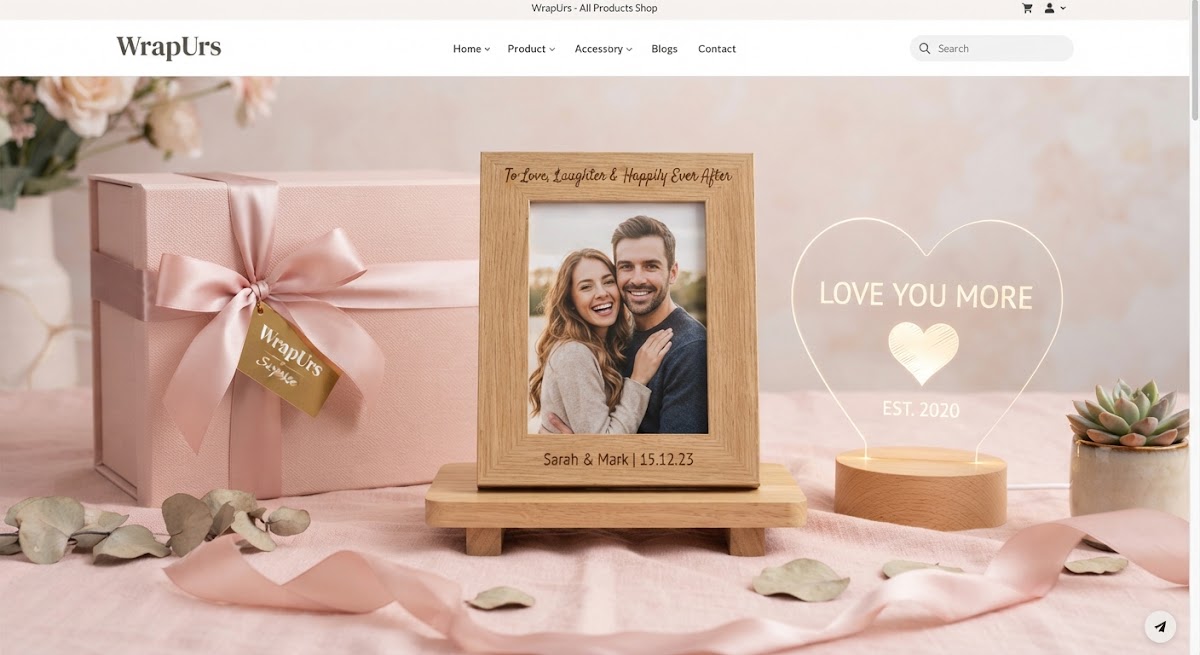 WrapUrs - All Products Shop
WrapUrs
Home
Product
Accessory
Blogs
Contact
Search
To Love, Laughter & Happily Ever After
Sarah & Mark | 15.12.23
WrapUrs
LOVE YOU MORE
EST. 2020